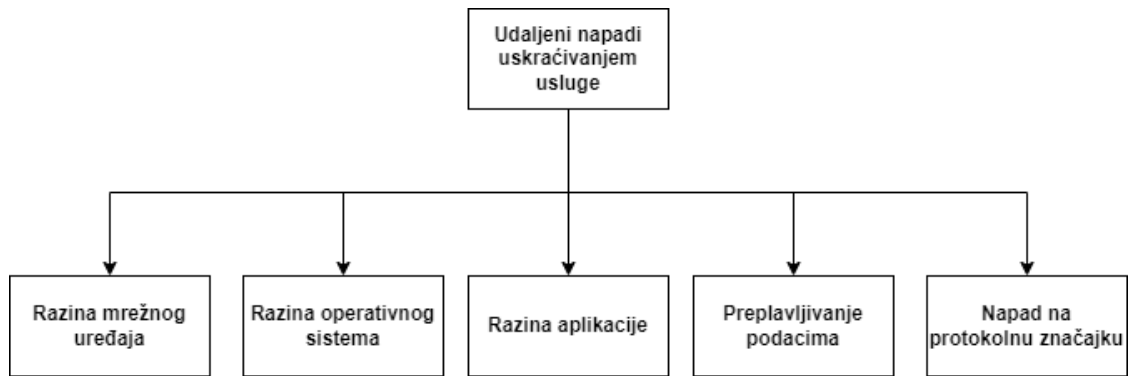 Udaljeni napadi
uskraćivanjem
usluge
Razina mrežnog
uređaja
Razina operativnog
sistema
Razina aplikacije
Preplavljivanje
podacima
Napad na
protokolnu značajku